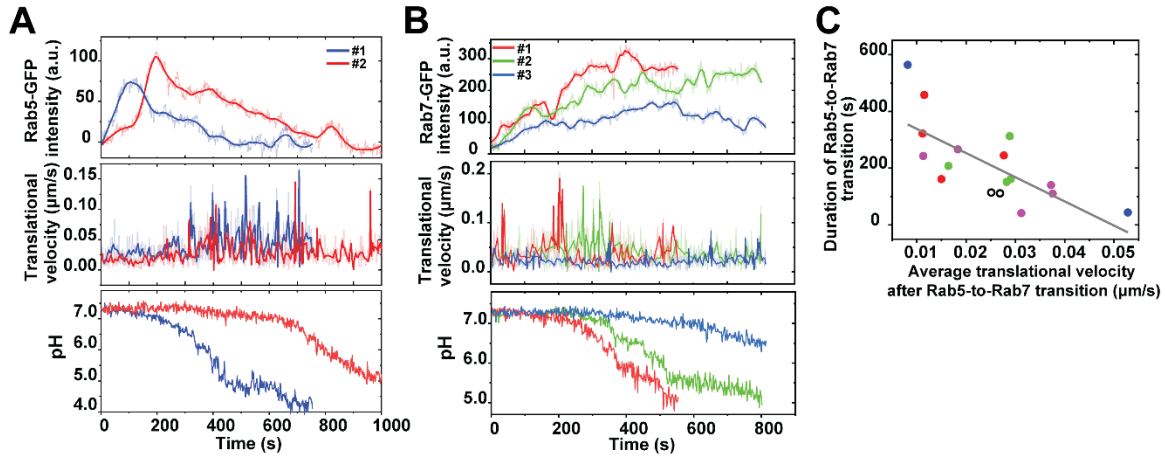 A
B
C
Rab5-GFP
intensity (a.u.)
100
50
0
#1
#2
Translational
velocity (µm/s)
0.15
0.10
0.05
0.00
pH
7.0
6.0
5.0
4.0
0 200 400 600 800 1000
Time (s)
Rab7-GFP
intensity (a.u.)
300
200
100
0
#1
#2
#3
Translational
velocity (µm/s)
0.2
0.1
0.0
pH
7.0
6.0
5.0
0 200 400 600 800
Time (s)
Duration of Rab5-to-Rab7
transition (s)
600
400
200
0
0.01 0.02 0.03 0.04 0.05
Average translational velocity
after Rab5-to-Rab7 transition (µm/s)